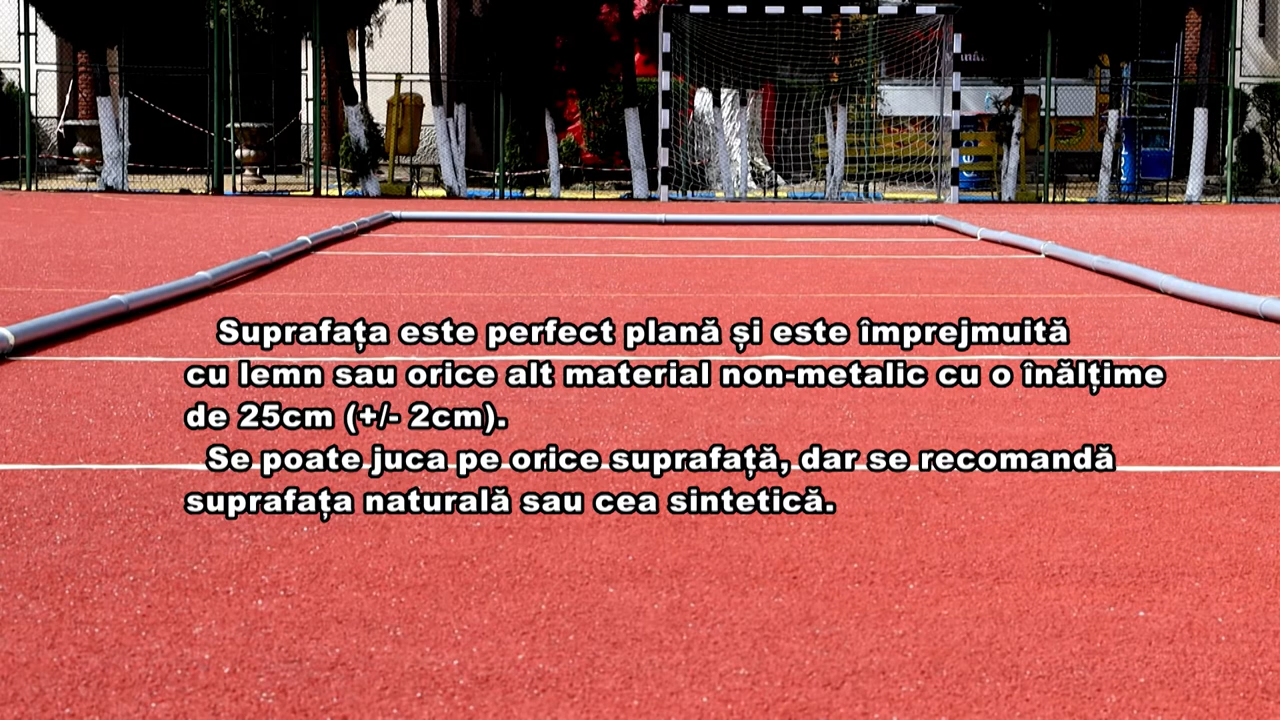 Suprafața este perfect plană și este împrejmuită
cu lemn sau orice alt material non-metalic cu o înălțime
de 25cm (+/- 2cm).
Se poate juca pe orice suprafață, dar se recomandă
suprafața naturală sau cea sintetică.